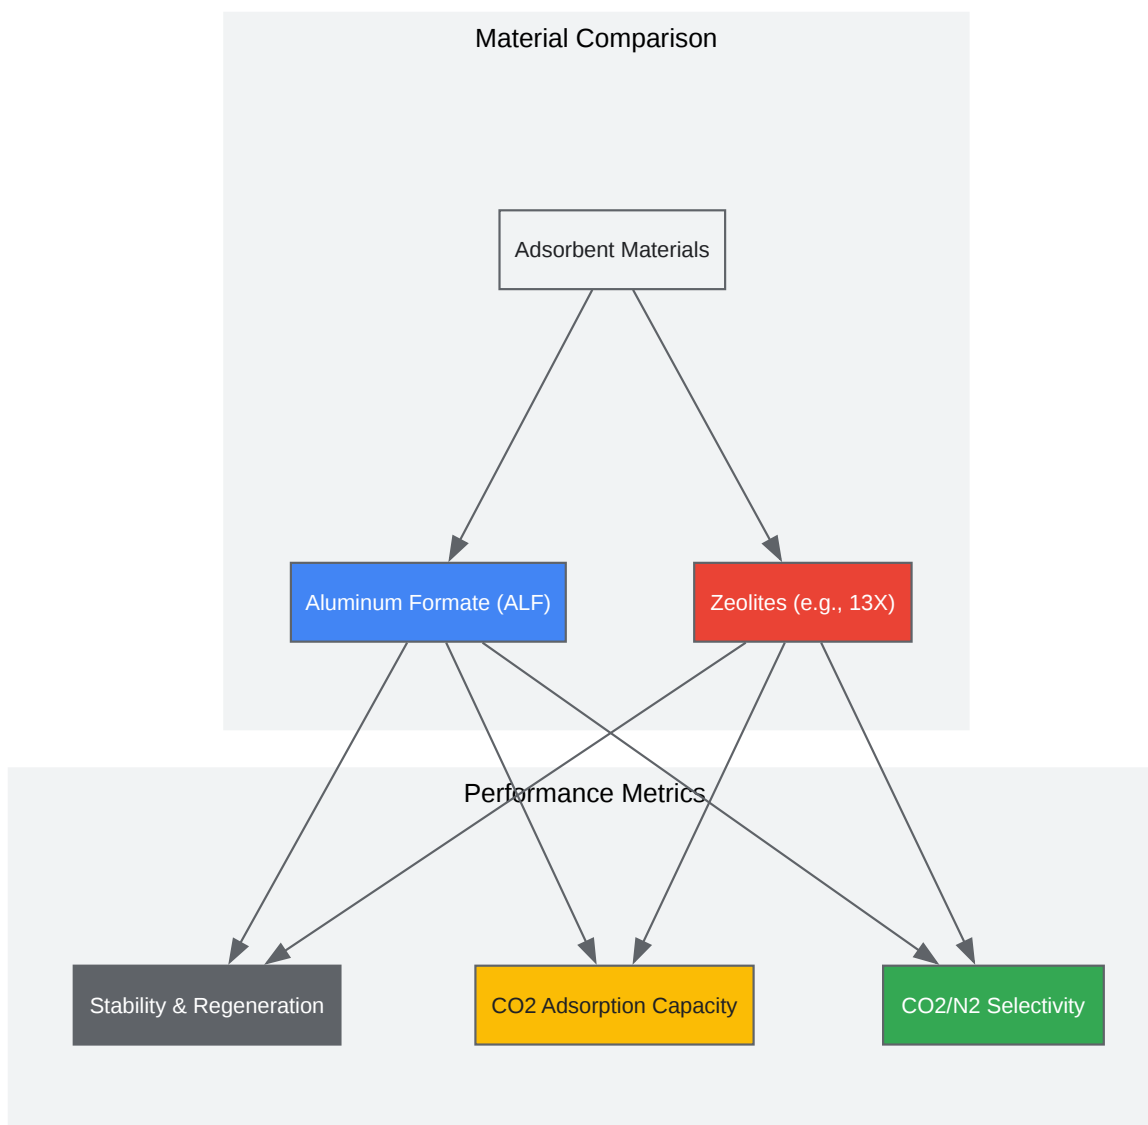 Material Comparison
Adsorbent Materials
Aluminum Formate (ALF)
Zeolites (e.g., 13X)
Performance Metrics
Stability & Regeneration
CO2 Adsorption Capacity
CO2/N2 Selectivity